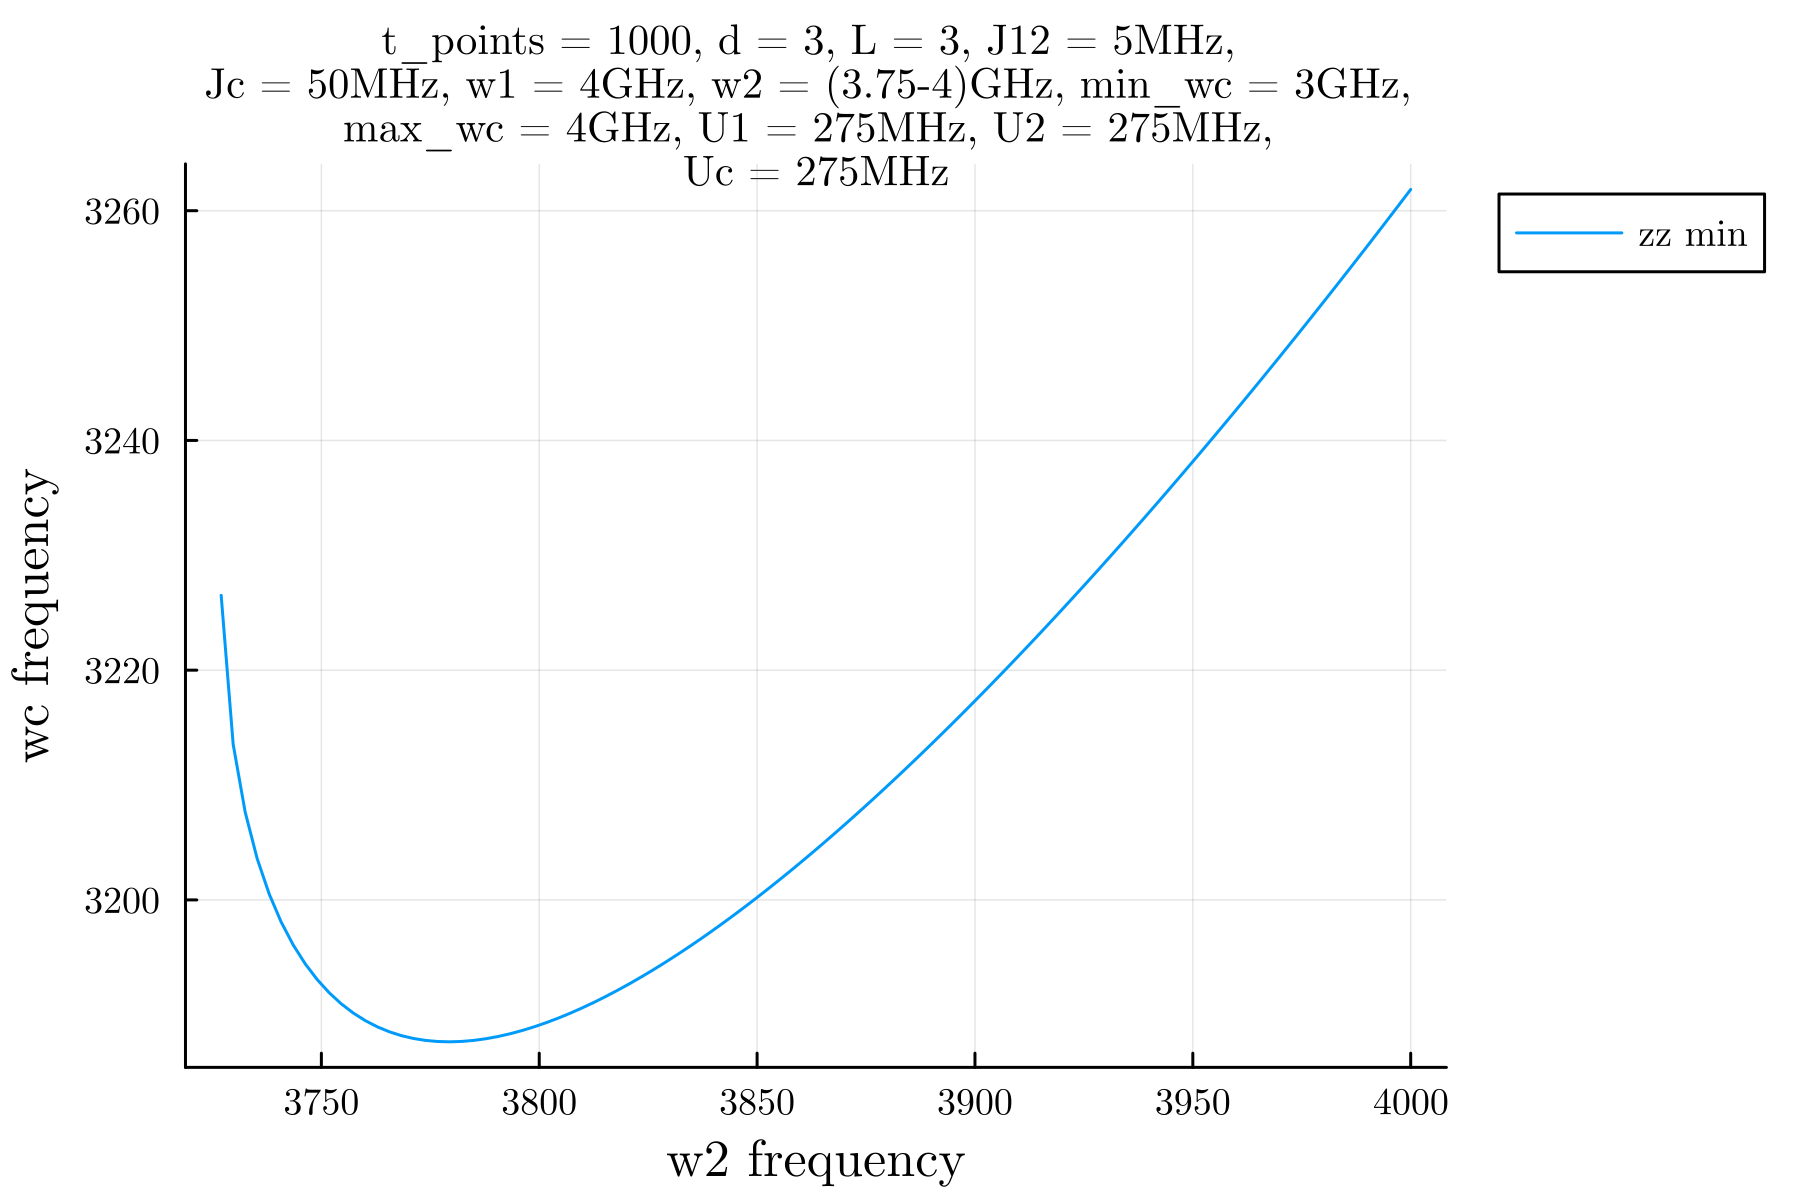 t_points = 1000, d = 3, L = 3, J12 = 5MHz,
Jc = 50MHz, w1 = 4GHz, w2 = (3.75-4)GHz, min_wc = 3GHz,
max_wc = 4GHz, U1 = 275MHz, U2 = 275MHz,
Uc = 275MHz
zz min
3260
3240
3220
3200
wc frequency
3750
3800
3850
3900
3950
4000
w2 frequency